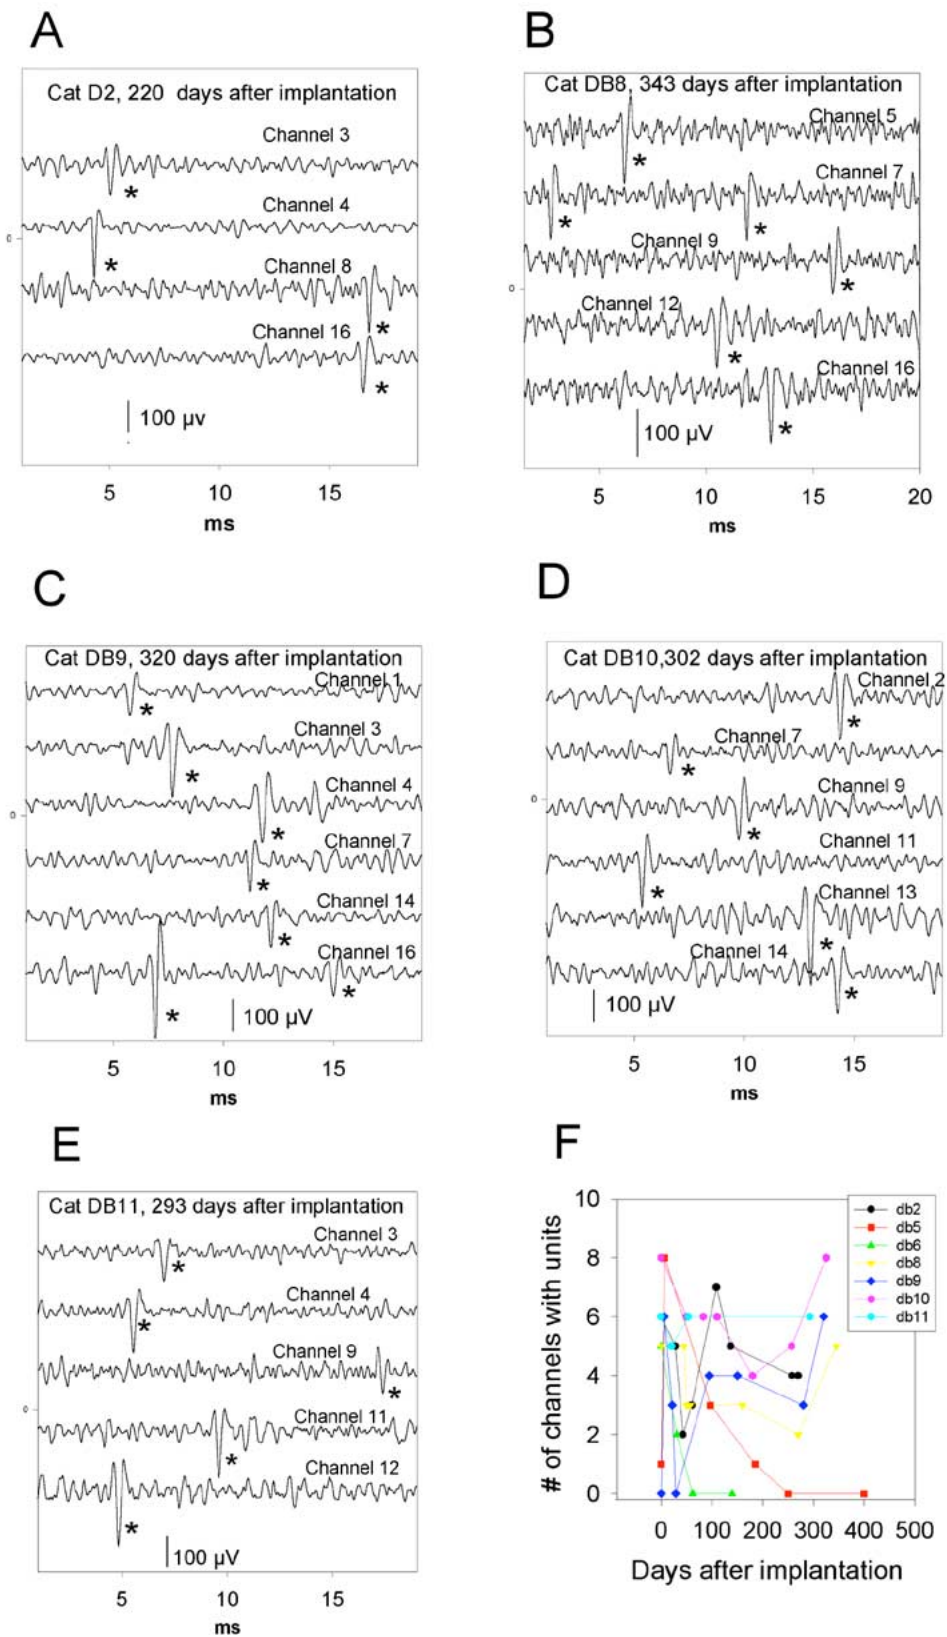 A
Cat D2, 220 days after implantation
Channel 3
*
Channel 4
0
*
Channel 8
*
Channel 16
*
100 µv
5 10 15
ms
B
Cat DB8, 343 days after implantation
Channel 5
*
Channel 7
* *
Channel 9
*
0
Channel 12
*
Channel 16
*
100 µV
5 10 15 20
ms
C
Cat DB9, 320 days after implantation
Channel 1
*
Channel 3
*
Channel 4
0
*
Channel 7
*
Channel 14
*
Channel 16
*
*
100 µV
5 10 15
ms
D
Cat DB10,302 days after implantation
Channel 2
*
Channel 7
*
Channel 9
0
*
Channel 11
*
Channel 13
*
Channel 14
*
100 µV
5 10 15
ms
E
Cat DB11, 293 days after implantation
Channel 3
*
Channel 4
*
Channel 9
*
0
Channel 11
*
Channel 12
*
100 µV
5 10 15
ms
F
# of channels with units
10
8
6
4
2
0
0 100 200 300 400 500
Days after implantation
db2
db5
db6
db8
db9
db10
db11